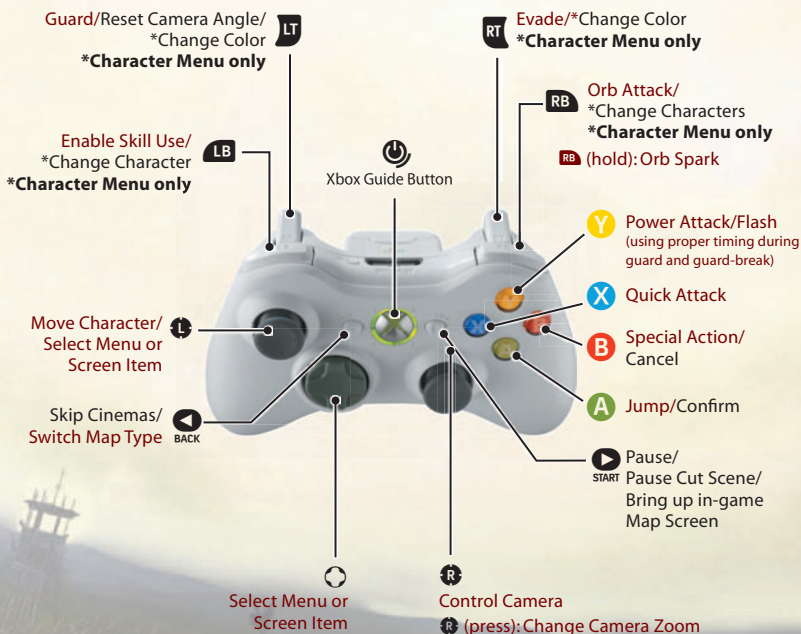 Guard/Reset Camera Angle/
*Change Color
*Character Menu only
LT
RT
Evade/*Change Color
*Character Menu only
Enable Skill Use/
*Change Character
*Character Menu only
LB
Xbox Guide Button
RB
Orb Attack/
*Change Characters
*Character Menu only
RB (hold): Orb Spark
Y
Power Attack/Flash
(using proper timing during
guard and guard-break)
X
Quick Attack
B
Special Action/
Cancel
A
Jump/Confirm
Move Character/
Select Menu or
Screen Item
L
Skip Cinemas/
Switch Map Type
BACK
START
Pause/
Pause Cut Scene/
Bring up in-game
Map Screen
Select Menu or
Screen Item
R
Control Camera
R (press): Change Camera Zoom